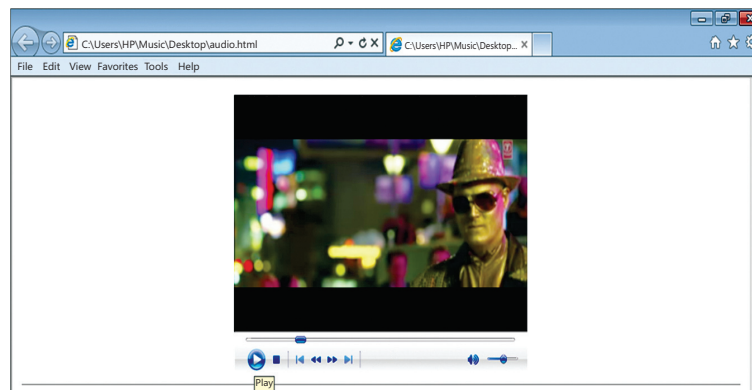 C:\Users\HP\Music\Desktop\audio.html
C:\Users\HP\Music\Desktop... X
File Edit View Favorites Tools Help
Play